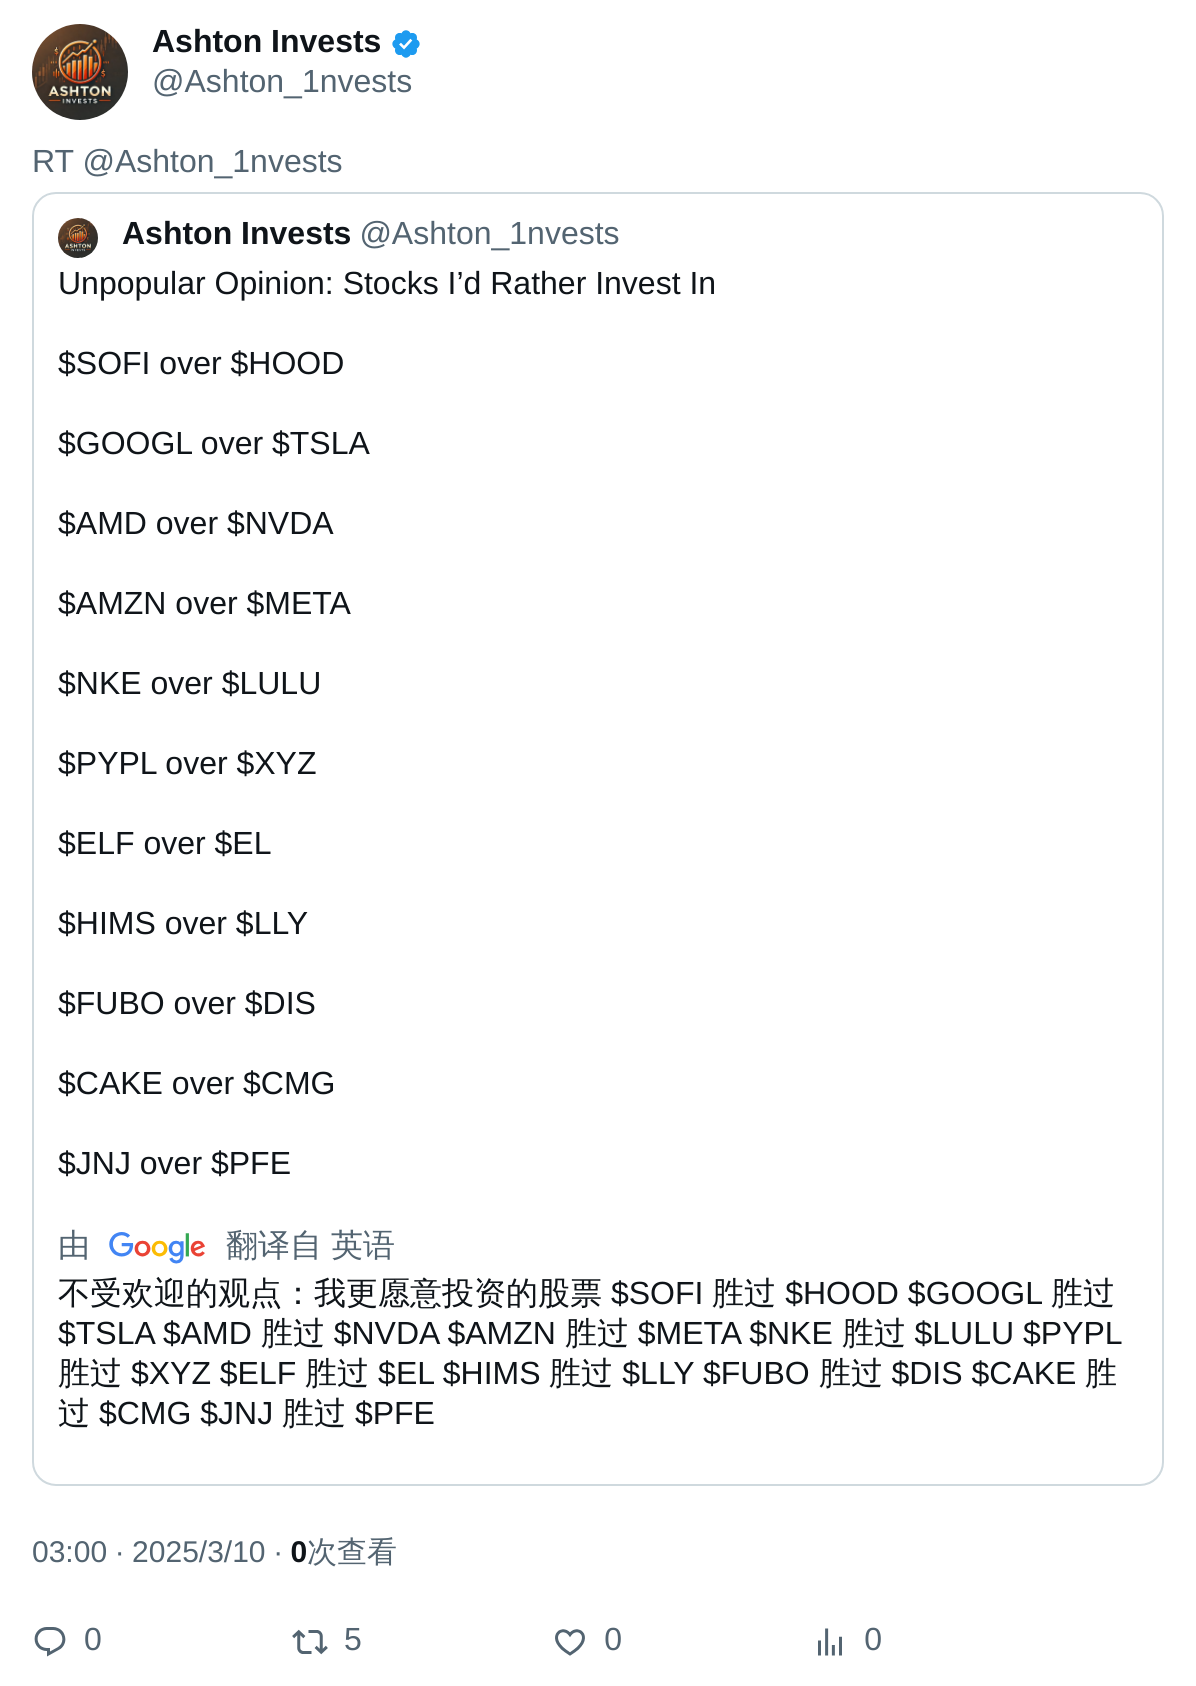 Ashton Invests
@Ashton_1nvests
ASHTON
INVESTS
RT @Ashton_1nvests
Ashton Invests @Ashton_1nvests
Unpopular Opinion: Stocks I’d Rather Invest In
$SOFI over $HOOD
$GOOGL over $TSLA
$AMD over $NVDA
$AMZN over $META
$NKE over $LULU
$PYPL over $XYZ
$ELF over $EL
$HIMS over $LLY
$FUBO over $DIS
$CAKE over $CMG
$JNJ over $PFE
由 Google 翻译自 英语
不受欢迎的观点：我更愿意投资的股票 $SOFI 胜过 $HOOD $GOOGL 胜过
$TSLA $AMD 胜过 $NVDA $AMZN 胜过 $META $NKE 胜过 $LULU $PYPL
胜过 $XYZ $ELF 胜过 $EL $HIMS 胜过 $LLY $FUBO 胜过 $DIS $CAKE 胜
过 $CMG $JNJ 胜过 $PFE
03:00 · 2025/3/10 · 0次查看
0 5 0 0